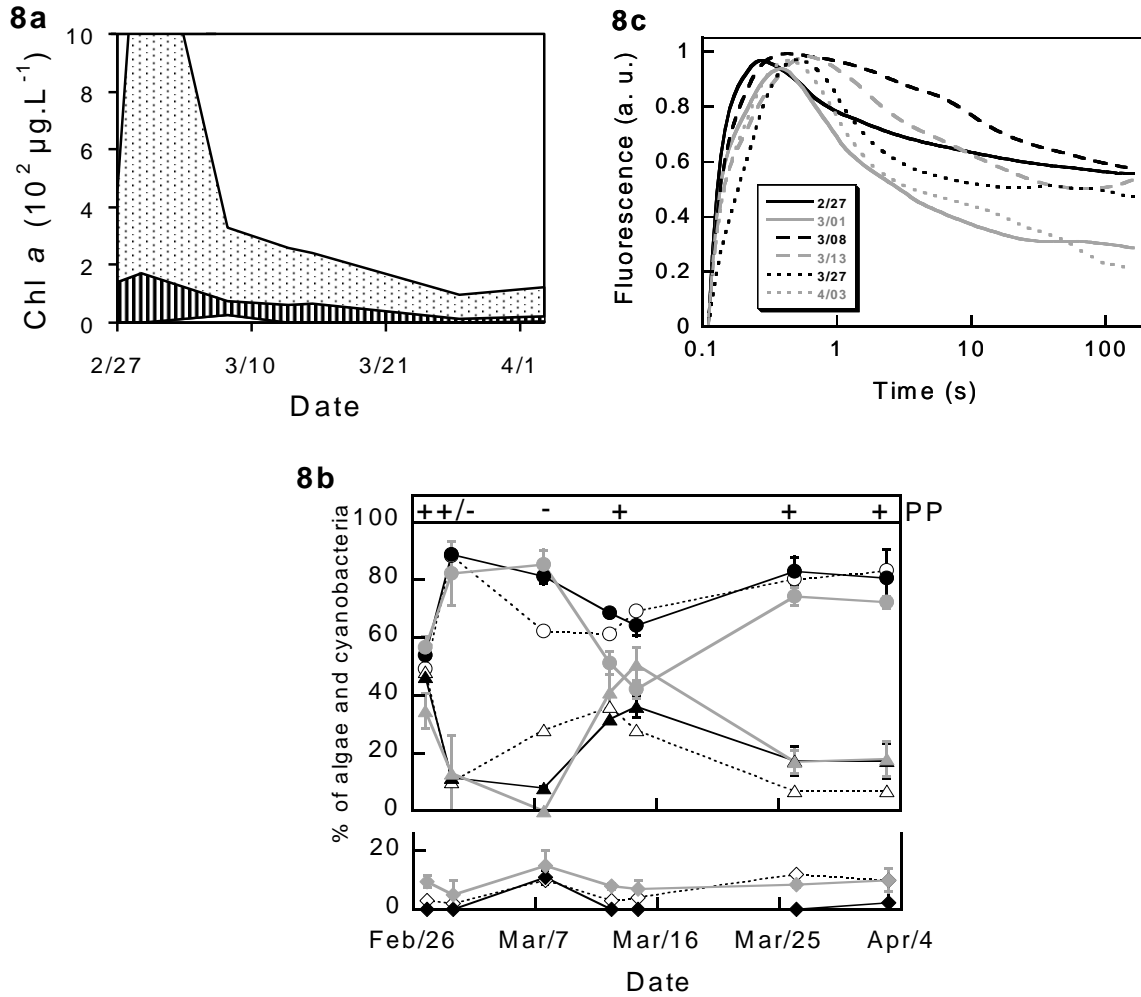 8a
Chl a (10² µg.L⁻¹)
10
8
6
4
2
0
2/27
3/10
3/21
4/1
Date
8c
Fluorescence (a. u.)
1
0.8
0.6
0.4
0.2
0
0.1
1
10
100
Time (s)
2/27
3/01
3/08
3/13
3/27
4/03
8b
% of algae and cyanobacteria
+ +/- - + + + PP
100
80
60
40
20
0
20
0
Feb/26
Mar/7
Mar/16
Mar/25
Apr/4
Date